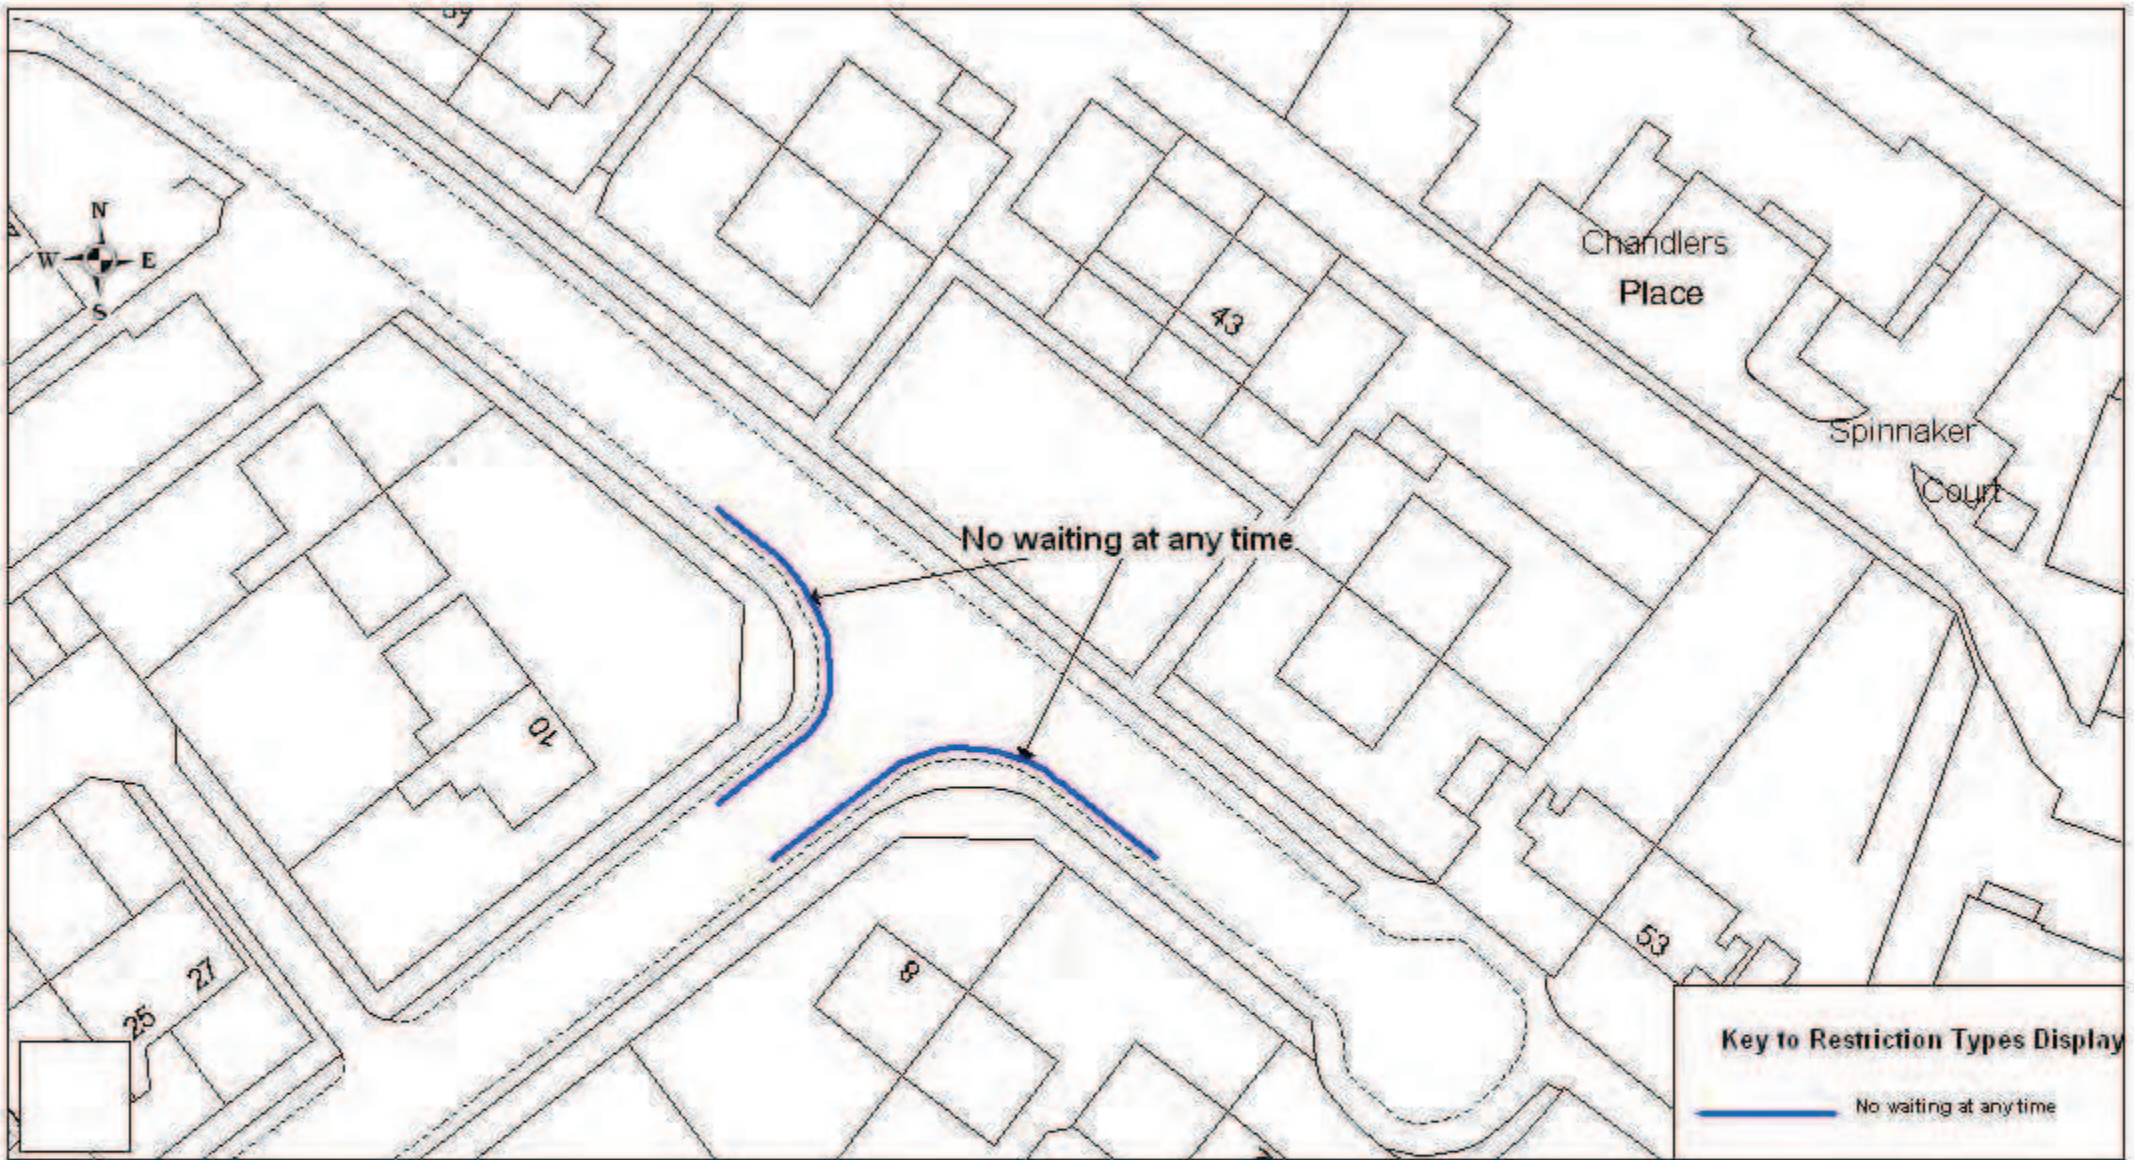 N
W E
S
Chandlers
Place
43
Spinnaker
Court
No waiting at any time
10
53
8
27
25
Key to Restriction Types Display
No waiting at any time